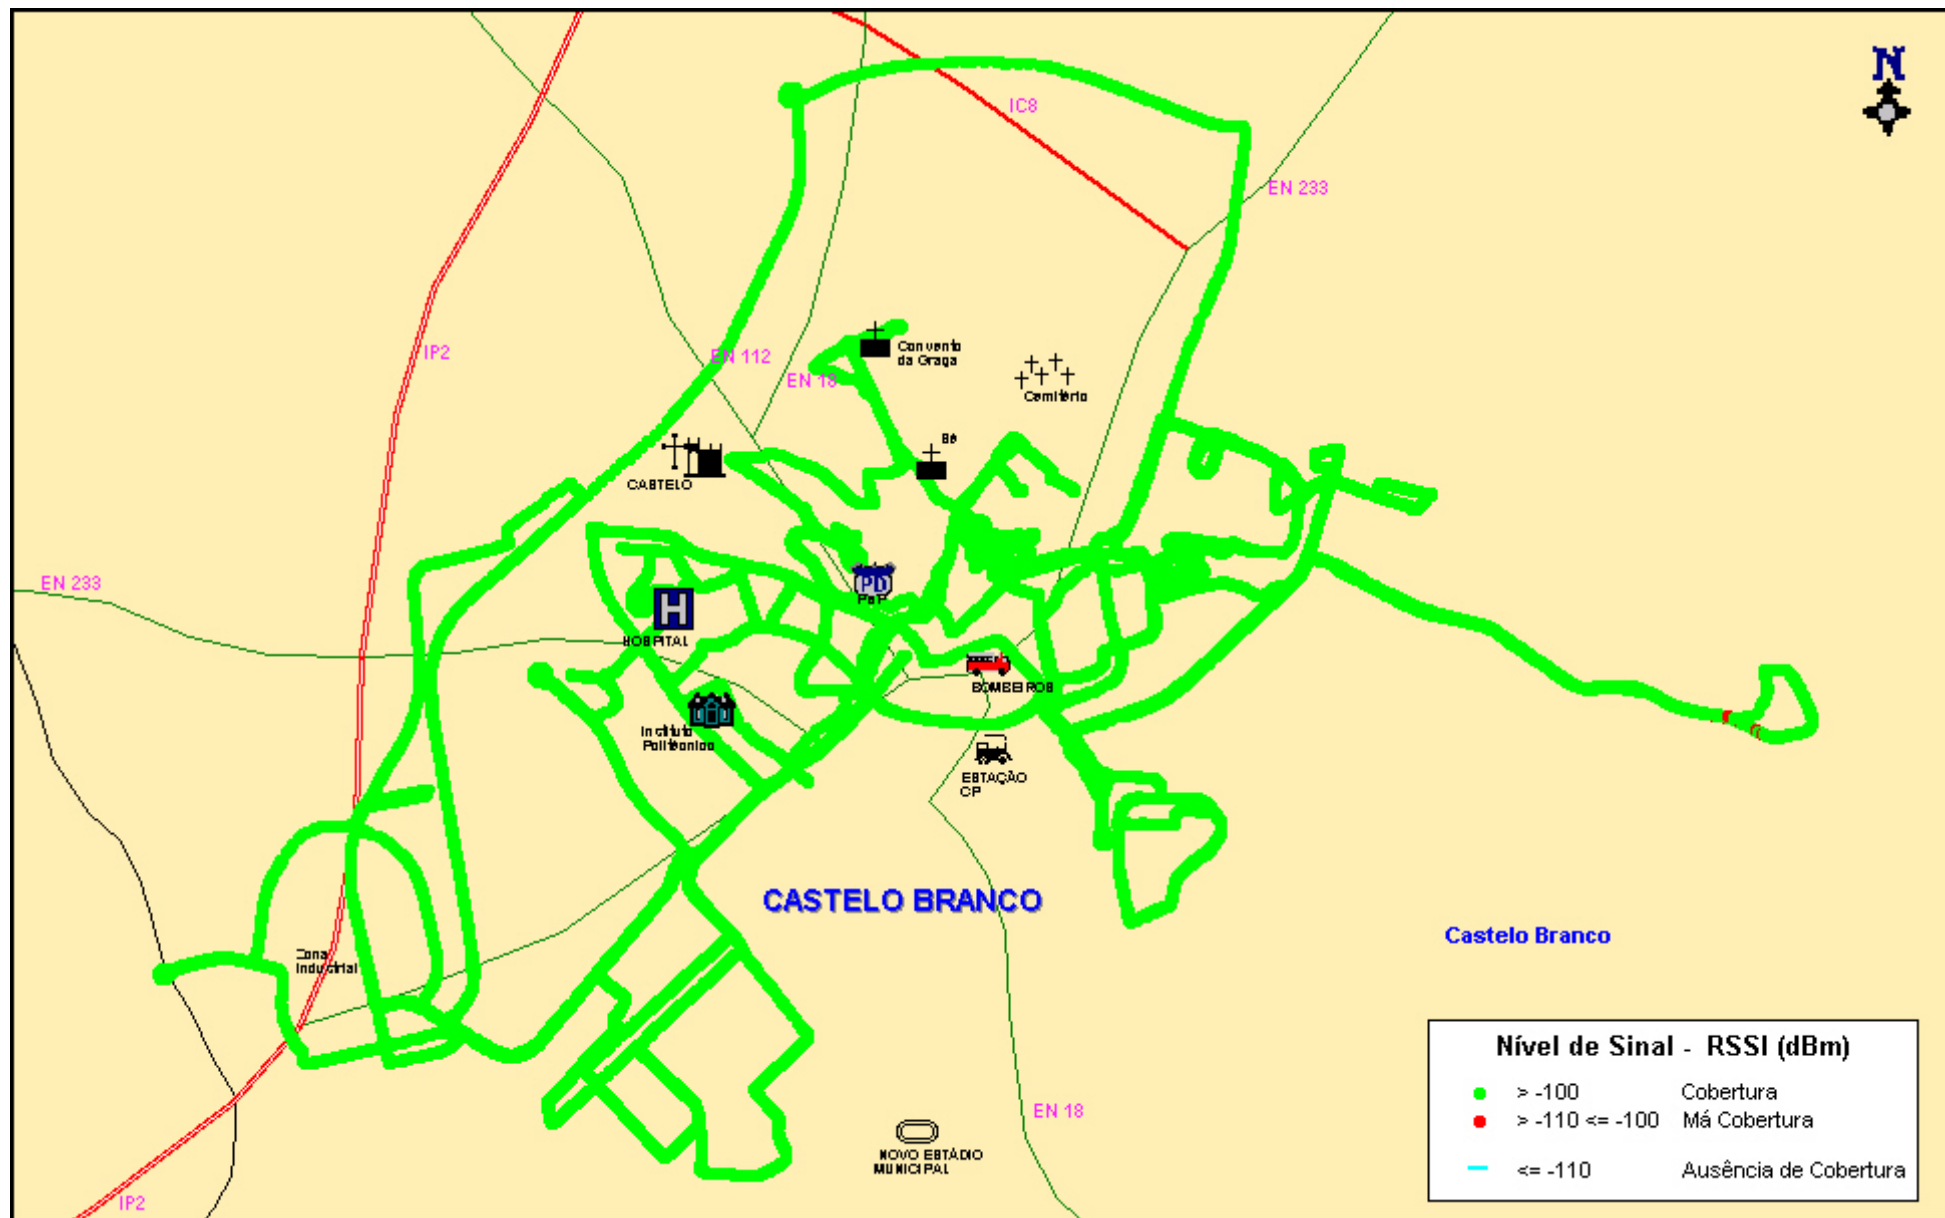 N
IC8
EN 233
IP2
EN 112
EN 18
Convento
da Graça
Cemitério
Sé
CASTELO
EN 233
PD
PSP
H
HOSPITAL
BOMBEIROS
Instituto
Politécnico
ESTAÇÃO
CP
CASTELO BRANCO
Castelo Branco
Zona
Industrial
Nível de Sinal - RSSI (dBm)
> -100 Cobertura
> -110 <= -100 Má Cobertura
<= -110 Ausência de Cobertura
EN 18
NOVO ESTÁDIO
MUNICIPAL
IP2